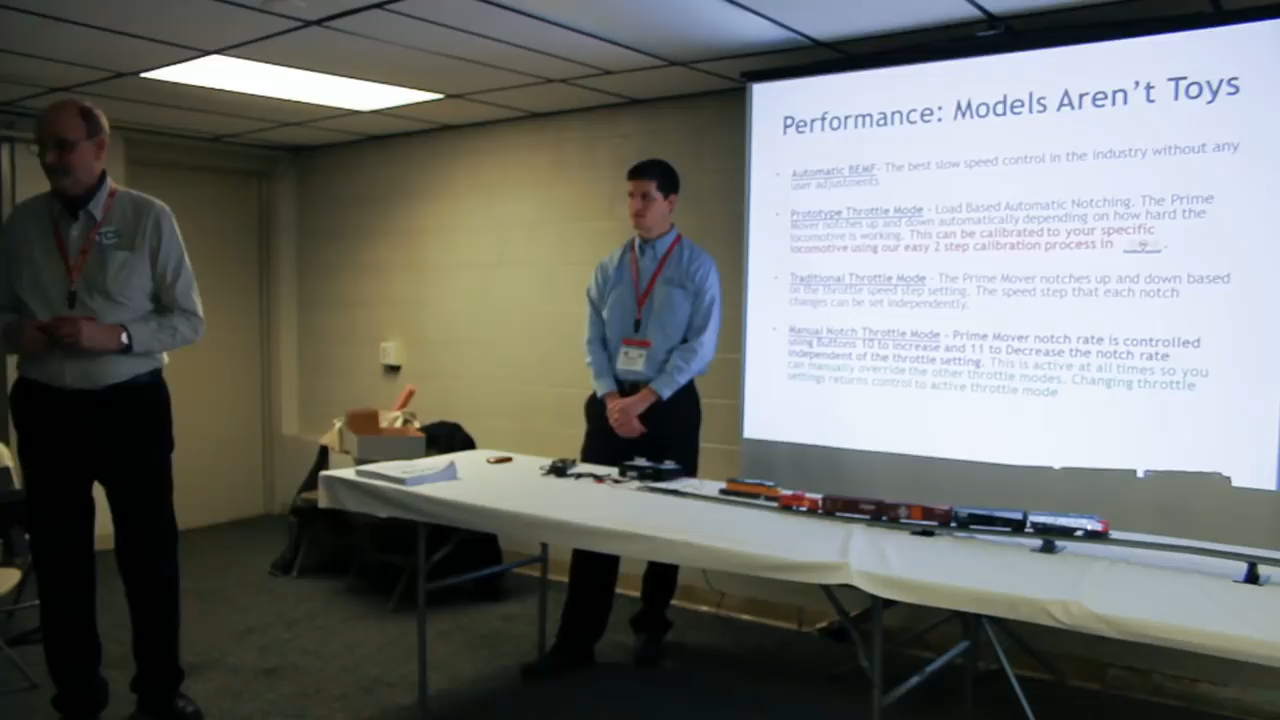 Performance: Models Aren't Toys
Automatic BEMF- The best slow speed control in the industry without any
user adjustments
Prototype Throttle Mode - Load Based Automatic Notching. The Prime
Mover notches up and down automatically depending on how hard the
locomotive is working. This can be calibrated to your specific
locomotive using our easy 2 step calibration process in
Traditional Throttle Mode - The Prime Mover notches up and down based
on the throttle speed step setting. The speed step that each notch
changes can be set independently.
Manual Notch Throttle Mode - Prime Mover notch rate is controlled
using Buttons 10 to increase and 11 to Decrease the notch rate
independent of the throttle setting. This is active at all times so you
can manually override the other throttle modes. Changing throttle
settings returns control to active throttle mode